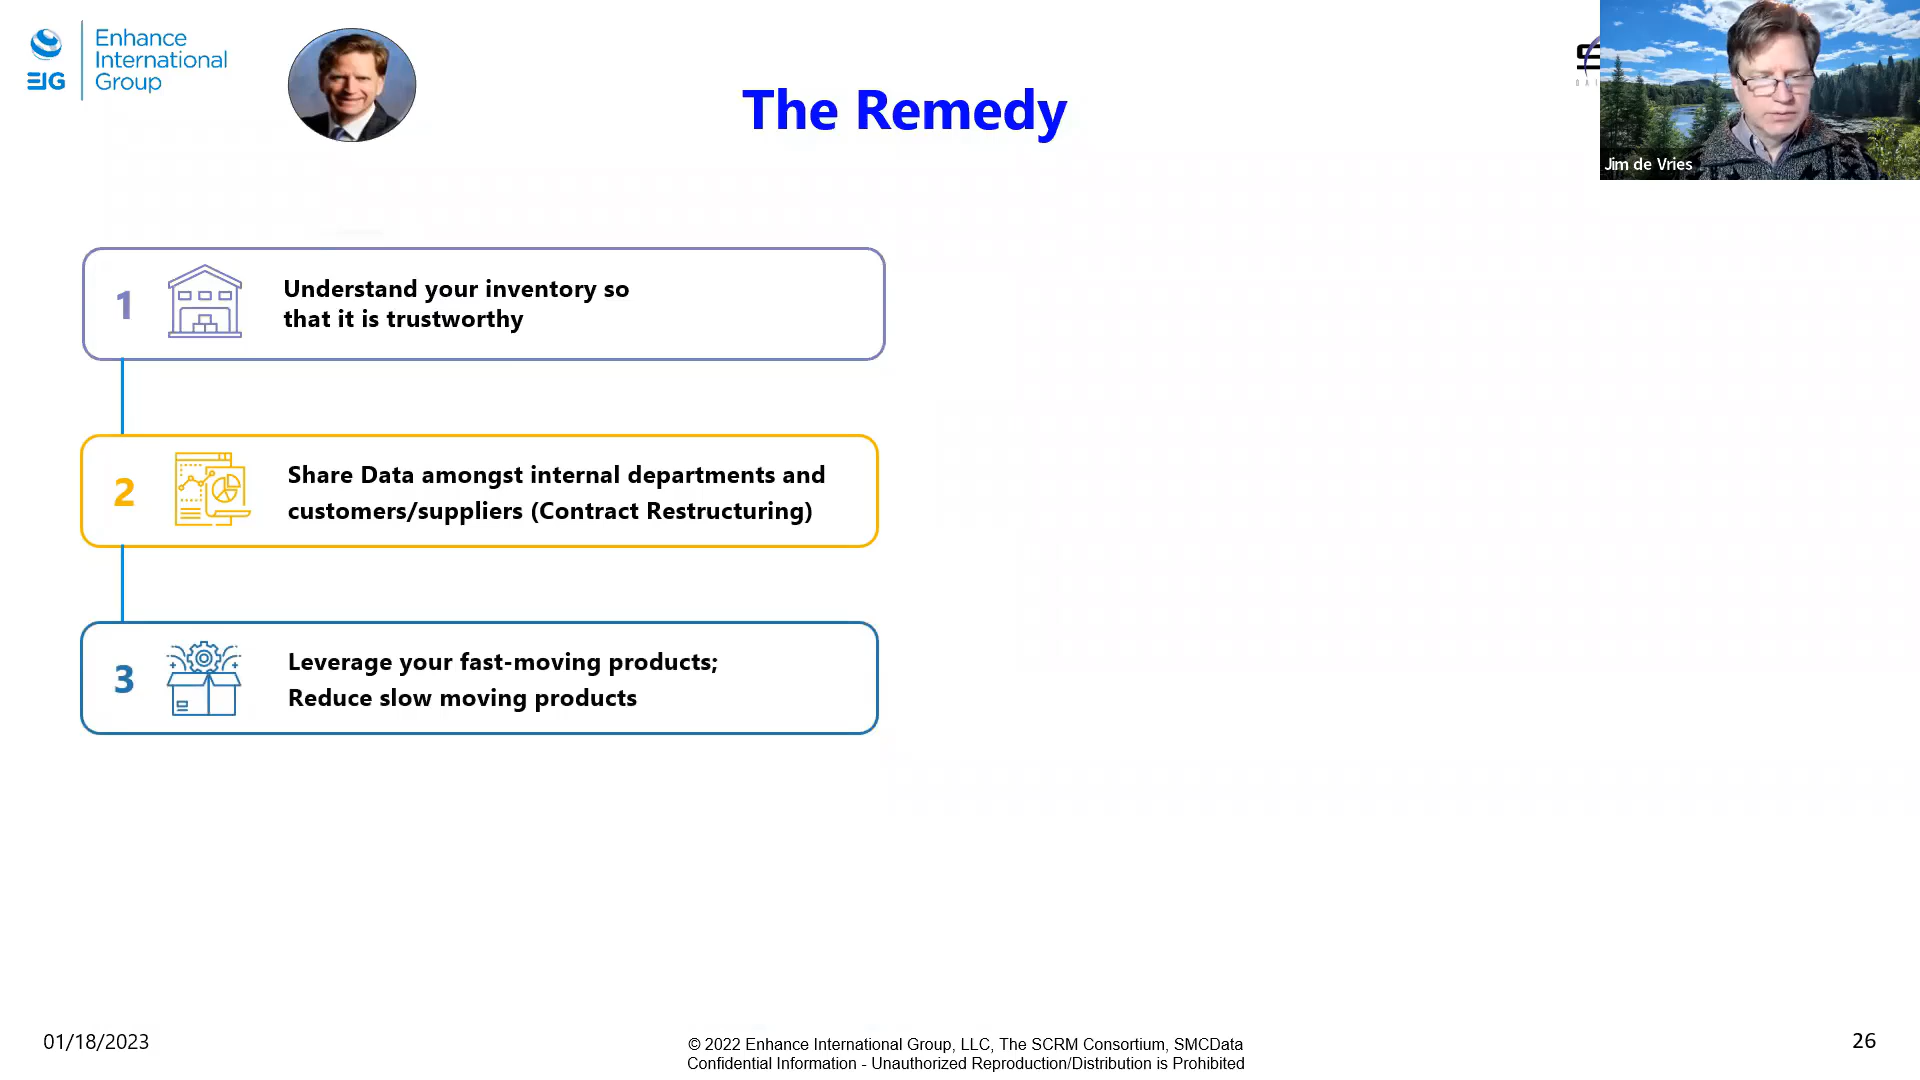 Enhance
International
Group
EIG
The Remedy
Jim de Vries
1
Understand your inventory so
that it is trustworthy
2
Share Data amongst internal departments and
customers/suppliers (Contract Restructuring)
3
Leverage your fast-moving products;
Reduce slow moving products
01/18/2023
© 2022 Enhance International Group, LLC, The SCRM Consortium, SMCData
Confidential Information - Unauthorized Reproduction/Distribution is Prohibited
26